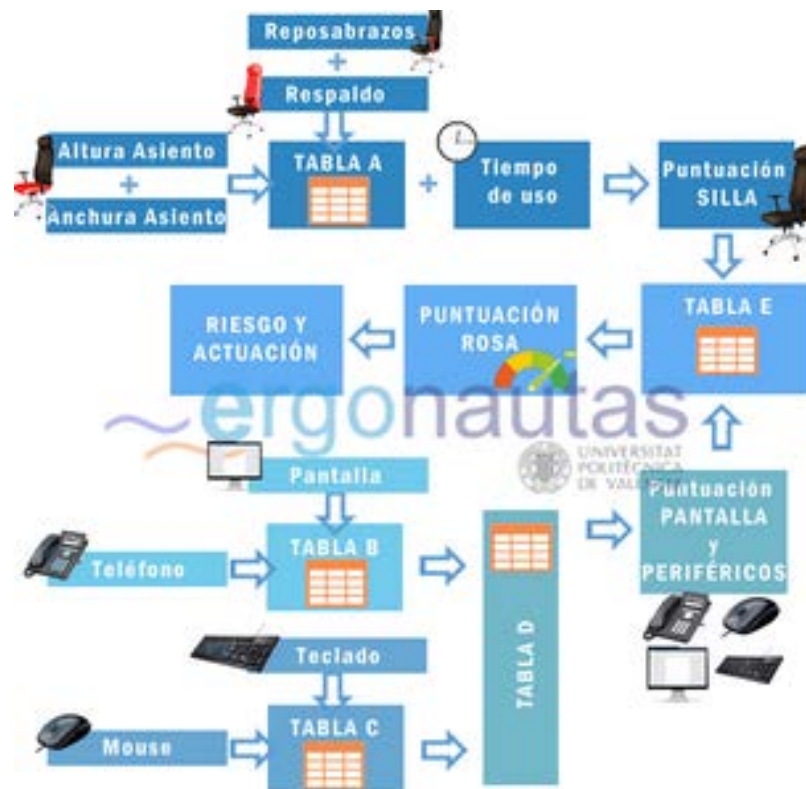 Reposabrazos
+
Respaldo
Altura Asiento
+
Anchura Asiento
TABLA A
+
Tiempo
de uso
Puntuación
SILLA
RIESGO Y
ACTUACIÓN
PUNTUACIÓN
ROSA
TABLA E
ergonautas
UNIVERSITAT
POLITÈCNICA
DE VALÈNCIA
Pantalla
Teléfono
TABLA B
Puntuación
PANTALLA
y
PERIFÉRICOS
TABLA D
Teclado
Mouse
TABLA C